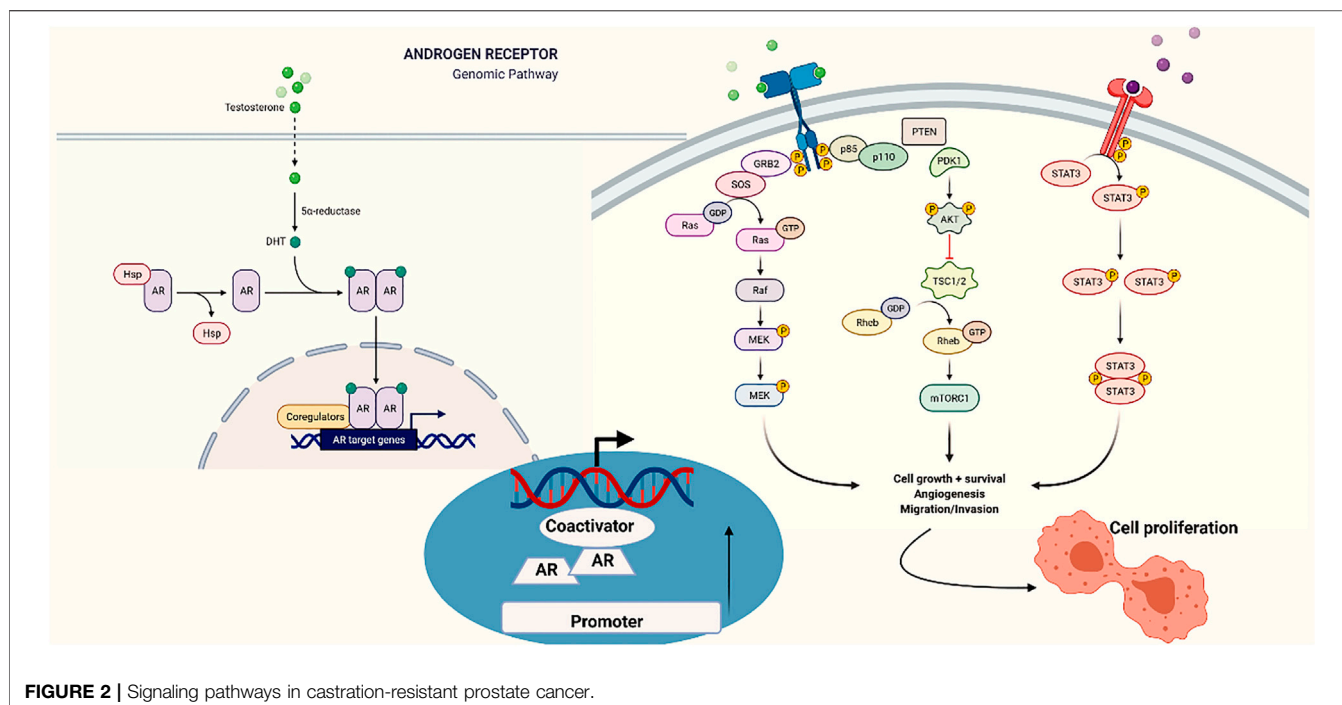 ANDROGEN RECEPTOR
Genomic Pathway
Testosterone
5α-reductase
DHT
Hsp
AR
AR
AR
AR
Hsp
AR
AR
Coregulators
AR target genes
PTEN
p85
p110
GRB2
SOS
P
P
P
P
PDK1
Ras
GDP
Ras
GTP
P
P
AKT
Raf
TSC1/2
MEK
P
Rheb
GDP
Rheb
GTP
MEK
P
mTORC1
P
P
STAT3
STAT3
P
STAT3
P
STAT3
P
STAT3
P
P
STAT3
Cell growth + survival
Angiogenesis
Migration/Invasion
Cell proliferation
Coactivator
AR
AR
Promoter
FIGURE 2 | Signaling pathways in castration-resistant prostate cancer.